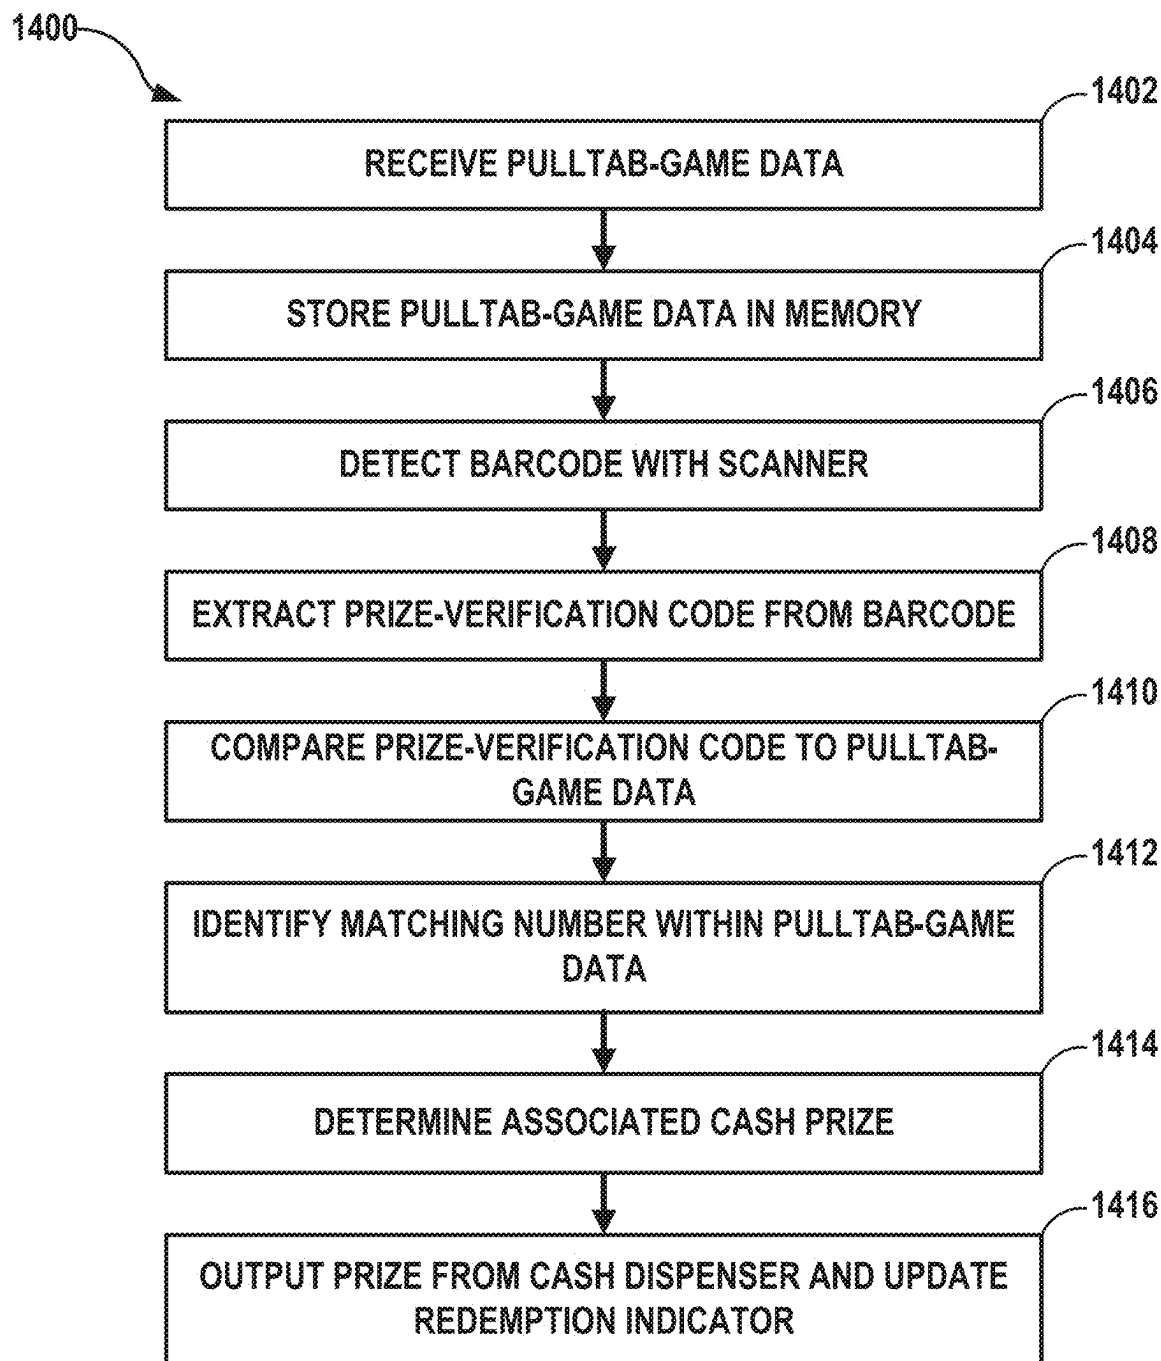 1400
1402
RECEIVE PULLTAB-GAME DATA
1404
STORE PULLTAB-GAME DATA IN MEMORY
1406
DETECT BARCODE WITH SCANNER
1408
EXTRACT PRIZE-VERIFICATION CODE FROM BARCODE
1410
COMPARE PRIZE-VERIFICATION CODE TO PULLTAB-
GAME DATA
1412
IDENTIFY MATCHING NUMBER WITHIN PULLTAB-GAME
DATA
1414
DETERMINE ASSOCIATED CASH PRIZE
1416
OUTPUT PRIZE FROM CASH DISPENSER AND UPDATE
REDEMPTION INDICATOR